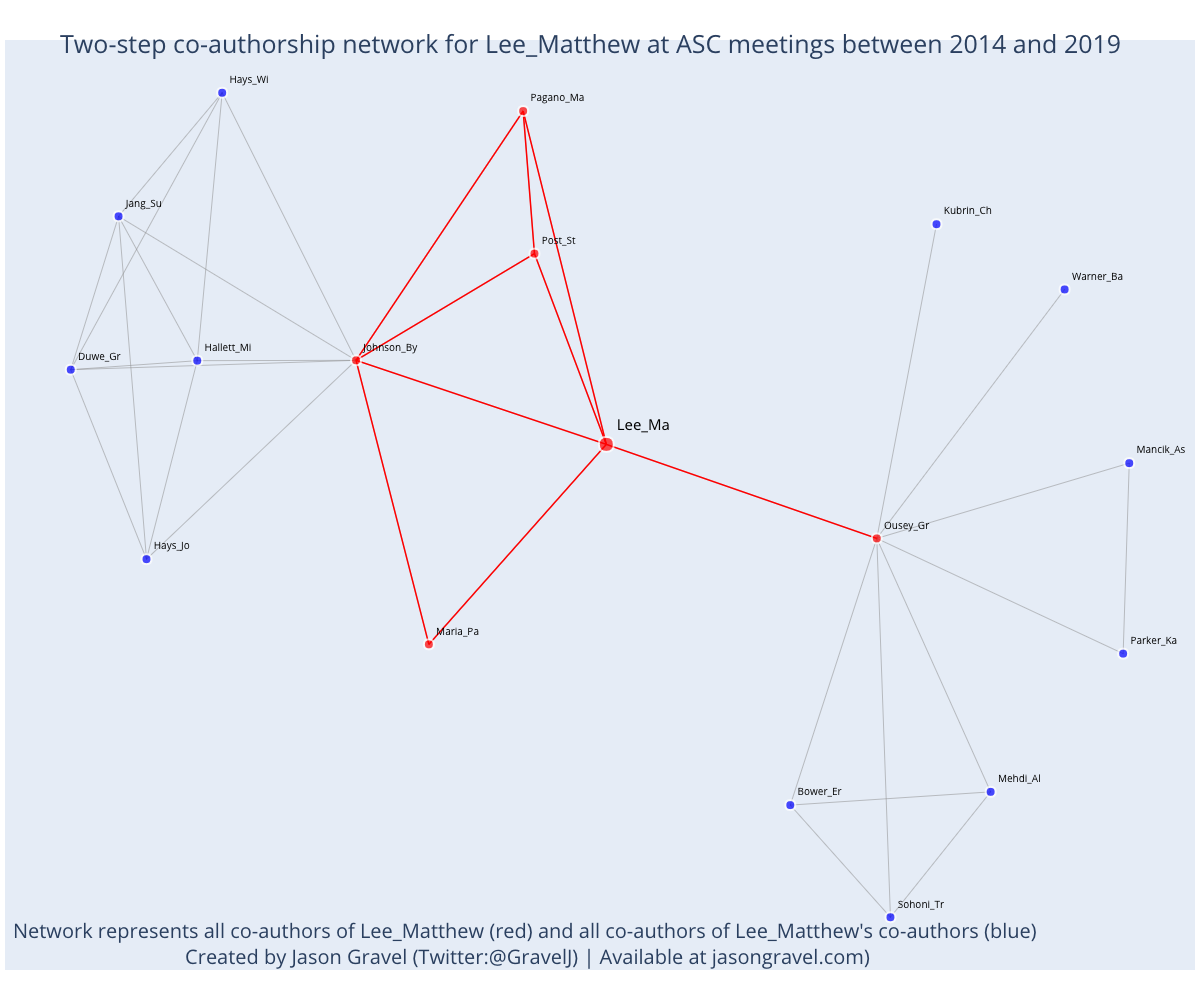 Two-step co-authorship network for Lee_Matthew at ASC meetings between 2014 and 2019
Hays_Wi
Pagano_Ma
Jang_Su
Kubrin_Ch
Post_St
Warner_Ba
Duwe_Gr
Hallett_Mi
Johnson_By
Lee_Ma
Mancik_As
Ousey_Gr
Hays_Jo
Maria_Pa
Parker_Ka
Mehdi_Al
Bower_Er
Sohoni_Tr
Network represents all co-authors of Lee_Matthew (red) and all co-authors of Lee_Matthew's co-authors (blue)
Created by Jason Gravel (Twitter:@GravelJ) | Available at jasongravel.com)